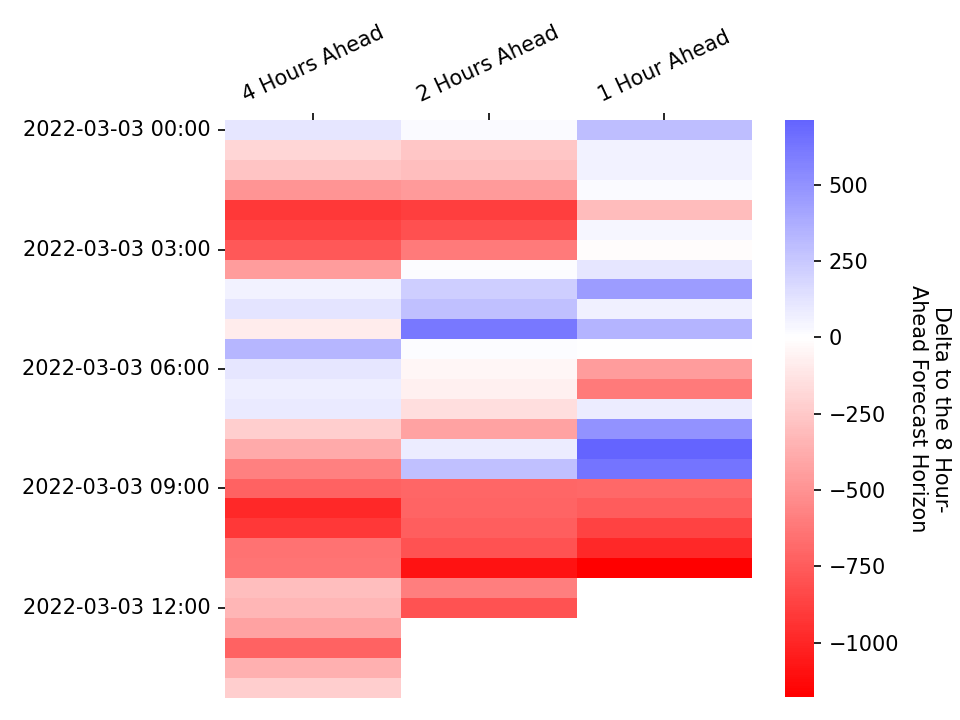 4 Hours Ahead
2 Hours Ahead
1 Hour Ahead
2022-03-03 00:00
2022-03-03 03:00
2022-03-03 06:00
2022-03-03 09:00
2022-03-03 12:00
500
250
0
−250
−500
−750
−1000
Delta to the 8 Hour-
Ahead Forecast Horizon